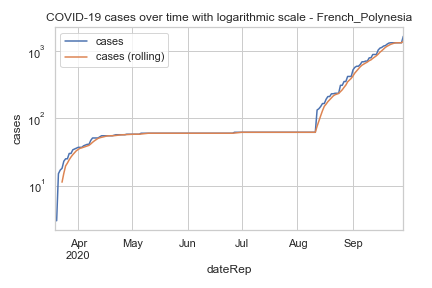 COVID-19 cases over time with logarithmic scale - French_Polynesia
cases
cases (rolling)
10³
10²
10¹
cases
Apr May Jun Jul Aug Sep
2020
dateRep